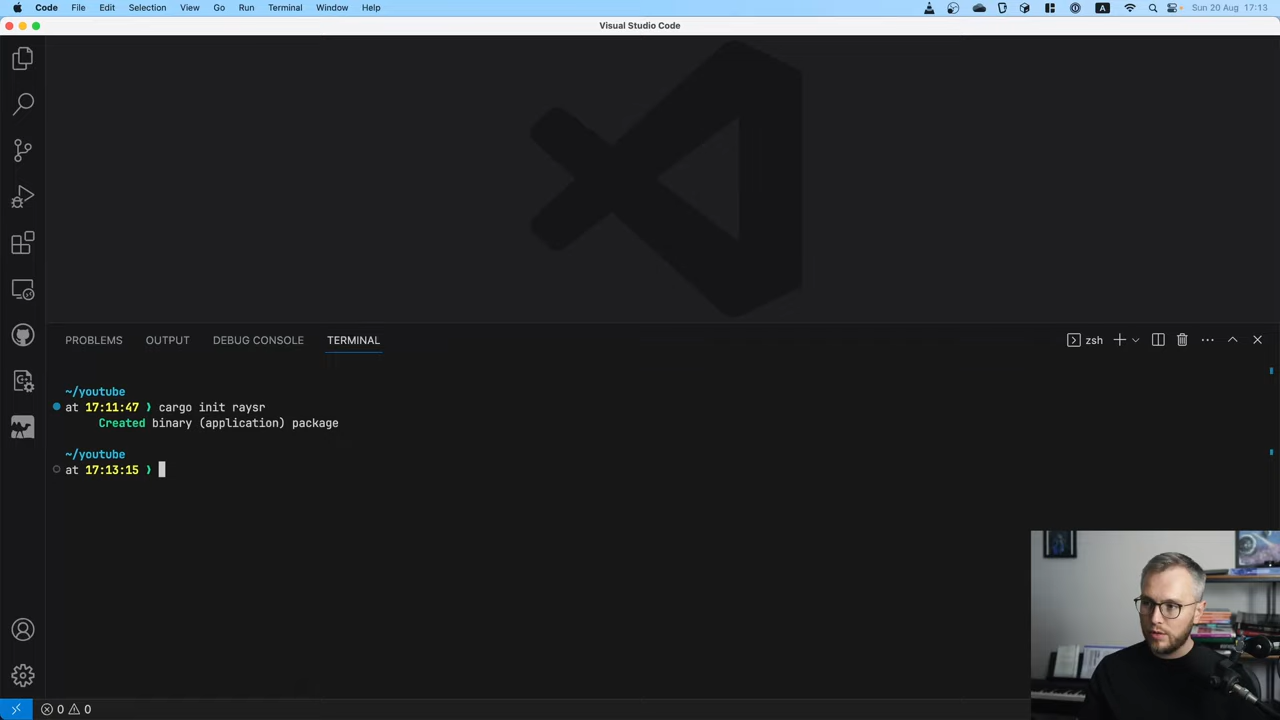 Code File Edit Selection View Go Run Terminal Window Help A Sun 20 Aug 17:13
Visual Studio Code
PROBLEMS OUTPUT DEBUG CONSOLE TERMINAL zsh
~/youtube
at 17:11:47 ❯ cargo init raysr
Created binary (application) package
~/youtube
at 17:13:15 ❯
0 0